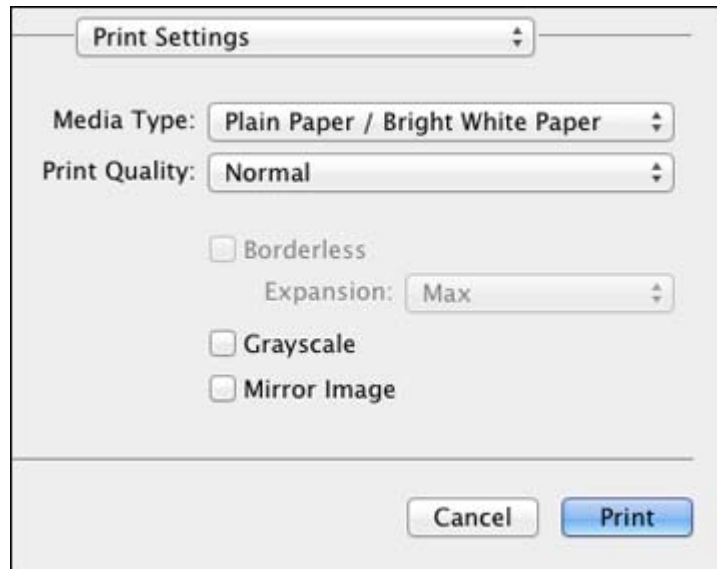 Print Settings
Media Type: Plain Paper / Bright White Paper
Print Quality: Normal
Borderless
Expansion: Max
Grayscale
Mirror Image
Cancel Print